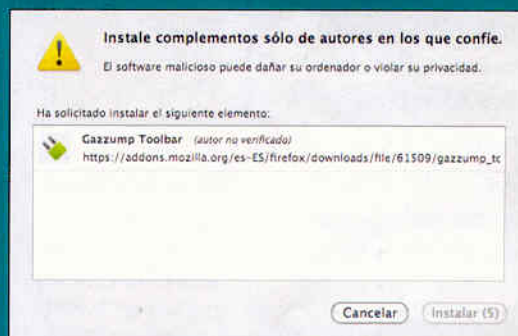 Instale complementos sólo de autores en los que confíe.
El software malicioso puede dañar su ordenador o violar su privacidad.
Ha solicitado instalar el siguiente elemento:
Gazzump Toolbar (autor no verificado)
https://addons.mozilla.org/es-ES/firefox/downloads/file/61509/gazzump_tc
Cancelar
Instalar (5)